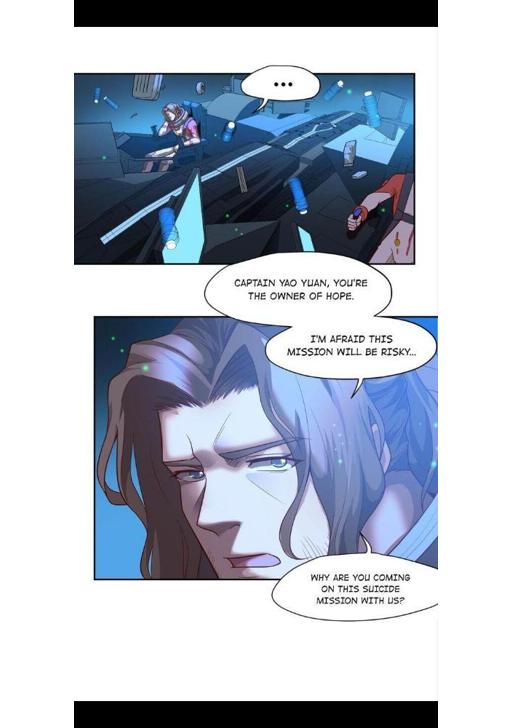 ...
CAPTAIN YAO YUAN, YOU'RE
THE OWNER OF HOPE.
I'M AFRAID THIS
MISSION WILL BE RISKY...
WHY ARE YOU COMING
ON THIS SUICIDE
MISSION WITH US?